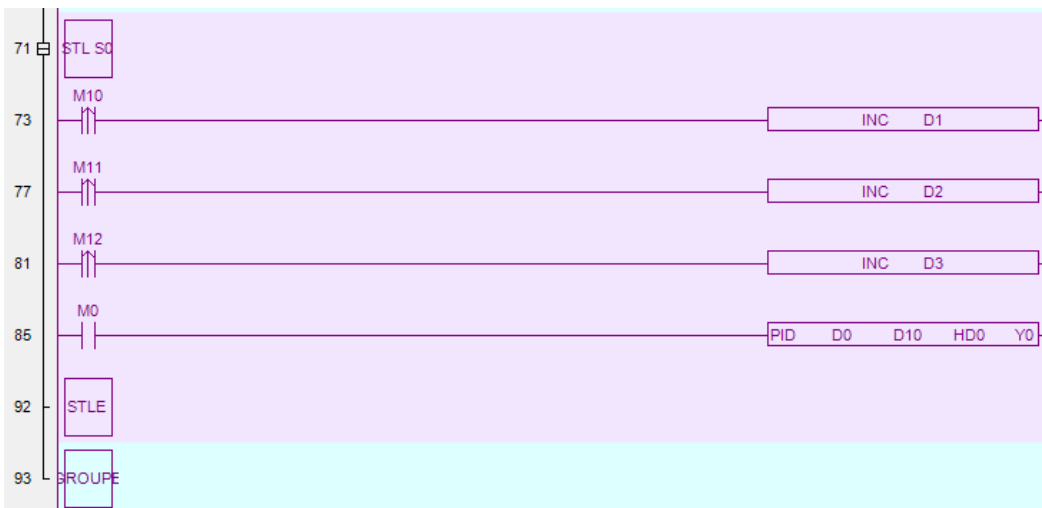 71 STL S0
M10
73 INC D1
M11
77 INC D2
M12
81 INC D3
M0
85 PID D0 D10 HD0 Y0
92 STLE
93 GROUPE